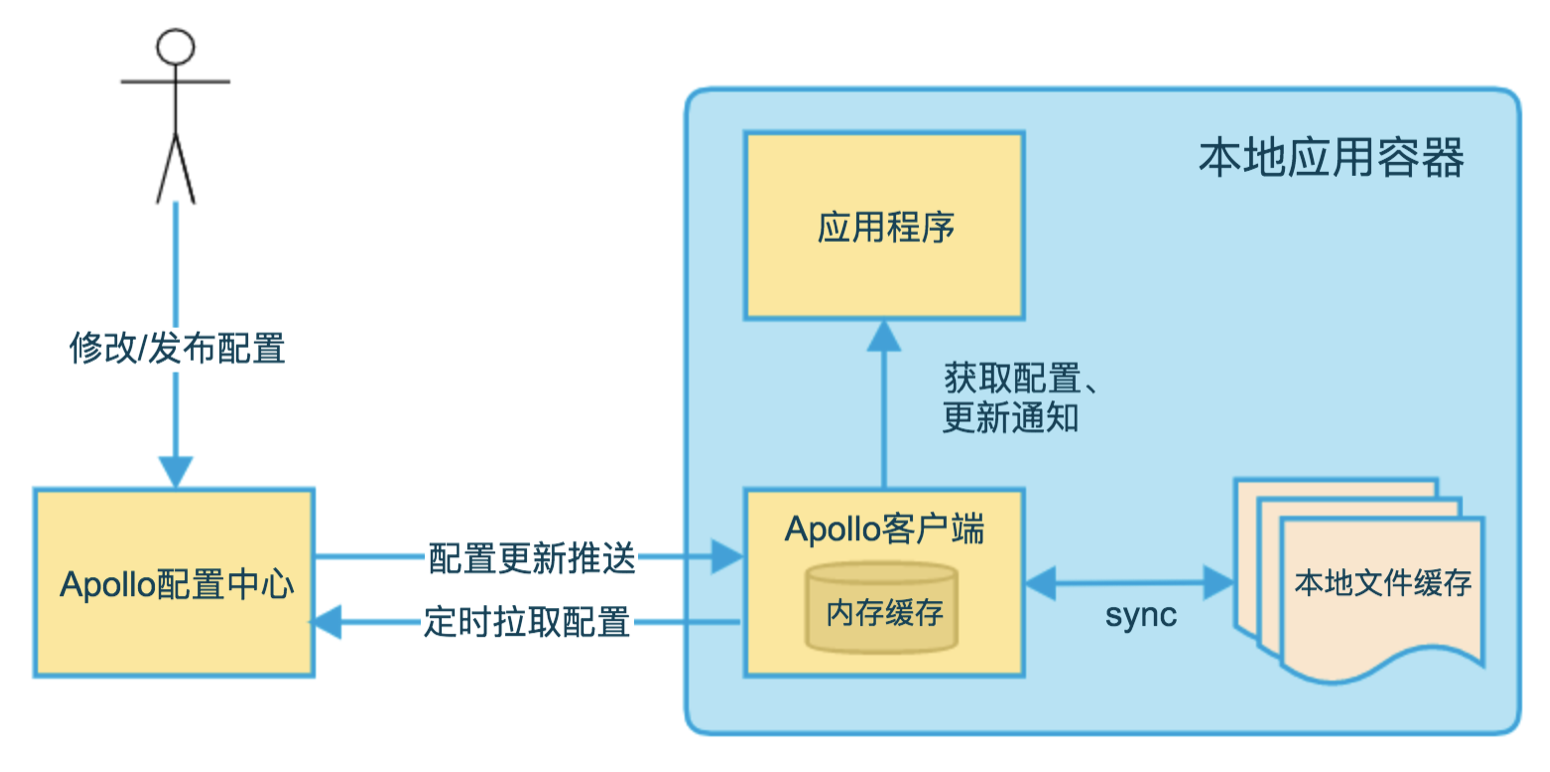 本地应用容器
应用程序
修改/发布配置
获取配置、
更新通知
Apollo配置中心
配置更新推送
定时拉取配置
Apollo客户端
内存缓存
sync
本地文件缓存